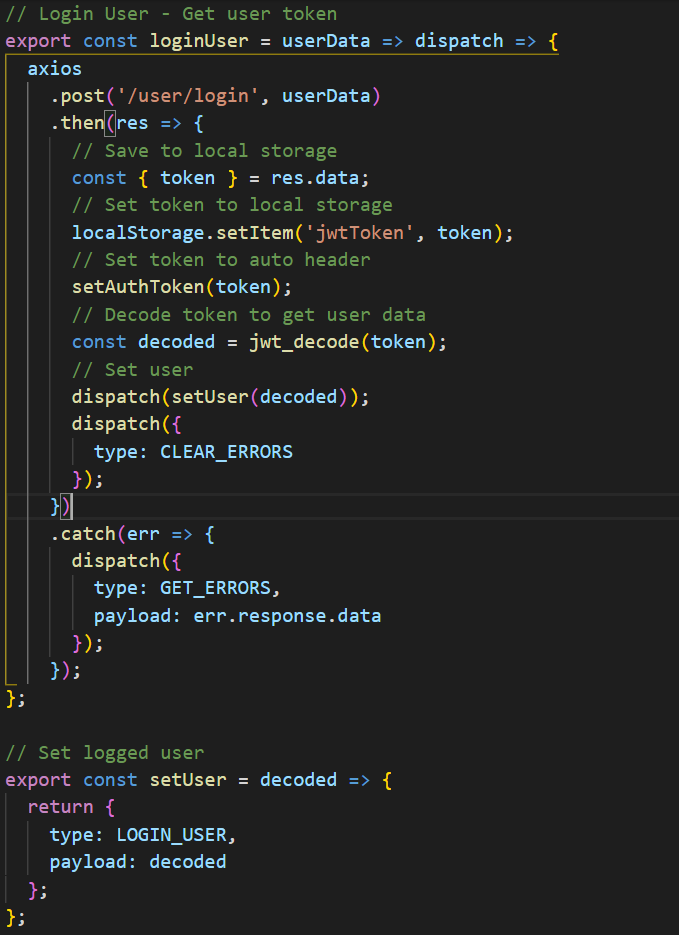 // Login User - Get user token
export const loginUser = userData => dispatch => {
  axios
    .post('/user/login', userData)
    .then(res => {
      // Save to local storage
      const { token } = res.data;
      // Set token to local storage
      localStorage.setItem('jwtToken', token);
      // Set token to auto header
      setAuthToken(token);
      // Decode token to get user data
      const decoded = jwt_decode(token);
      // Set user
      dispatch(setUser(decoded));
      dispatch({
        type: CLEAR_ERRORS
      });
    })
    .catch(err => {
      dispatch({
        type: GET_ERRORS,
        payload: err.response.data
      });
    });
};

// Set logged user
export const setUser = decoded => {
  return {
    type: LOGIN_USER,
    payload: decoded
  };
};